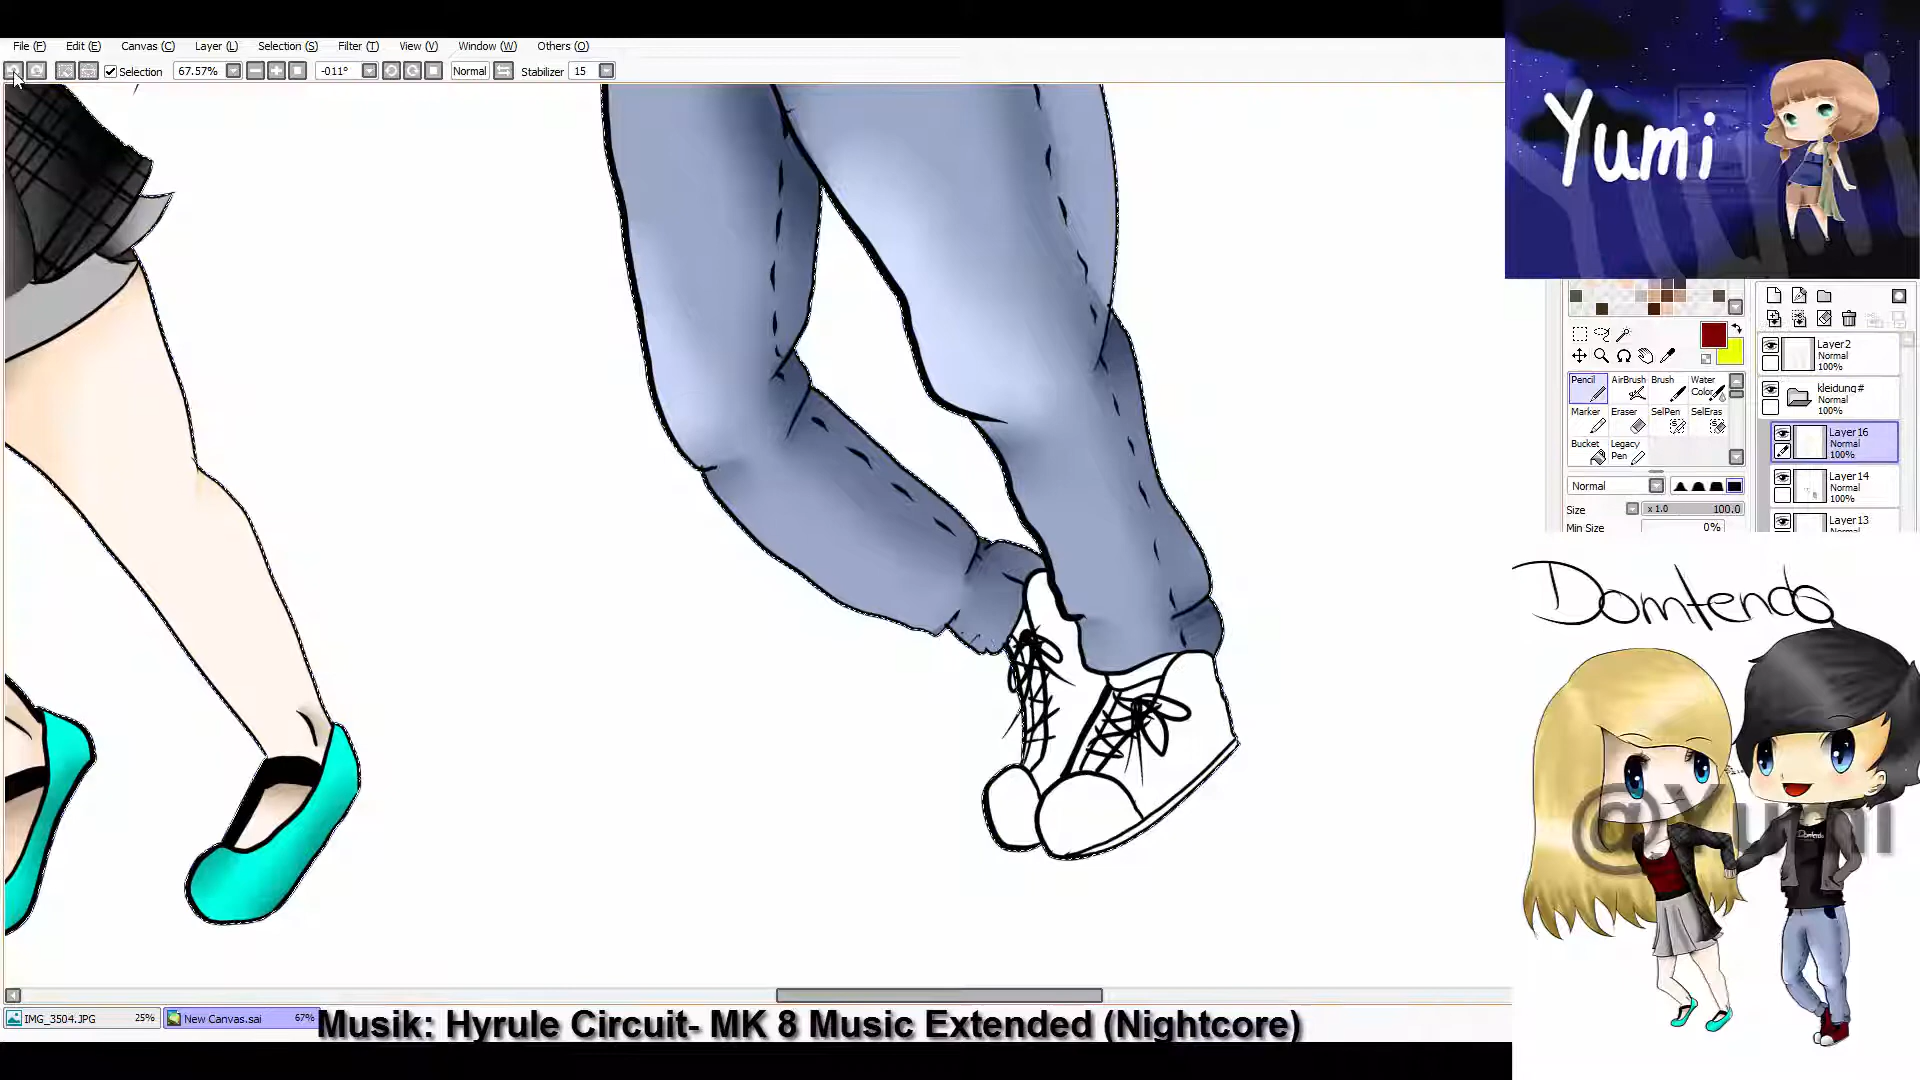 File (F) Edit (E) Canvas (C) Layer (L) Selection (S) Filter (T) View (V) Window (W) Others (O)
Selection 67.57% -011° Normal Stabilizer 15
Yumi
Layer2
Normal
100%
kleidung#
Normal
100%
Layer16
Normal
100%
Layer14
Normal
100%
Layer13
Pencil AirBrush Brush Water Color
Marker Eraser SelPen SelEras
Bucket Legacy Pen
Normal
Size x 1.0 100.0
Min Size 0%
Domtendo
@Yumi
Domtendo
IMG_3504.JPG 25% New Canvas.sai 67%
Musik: Hyrule Circuit- MK 8 Music Extended (Nightcore)